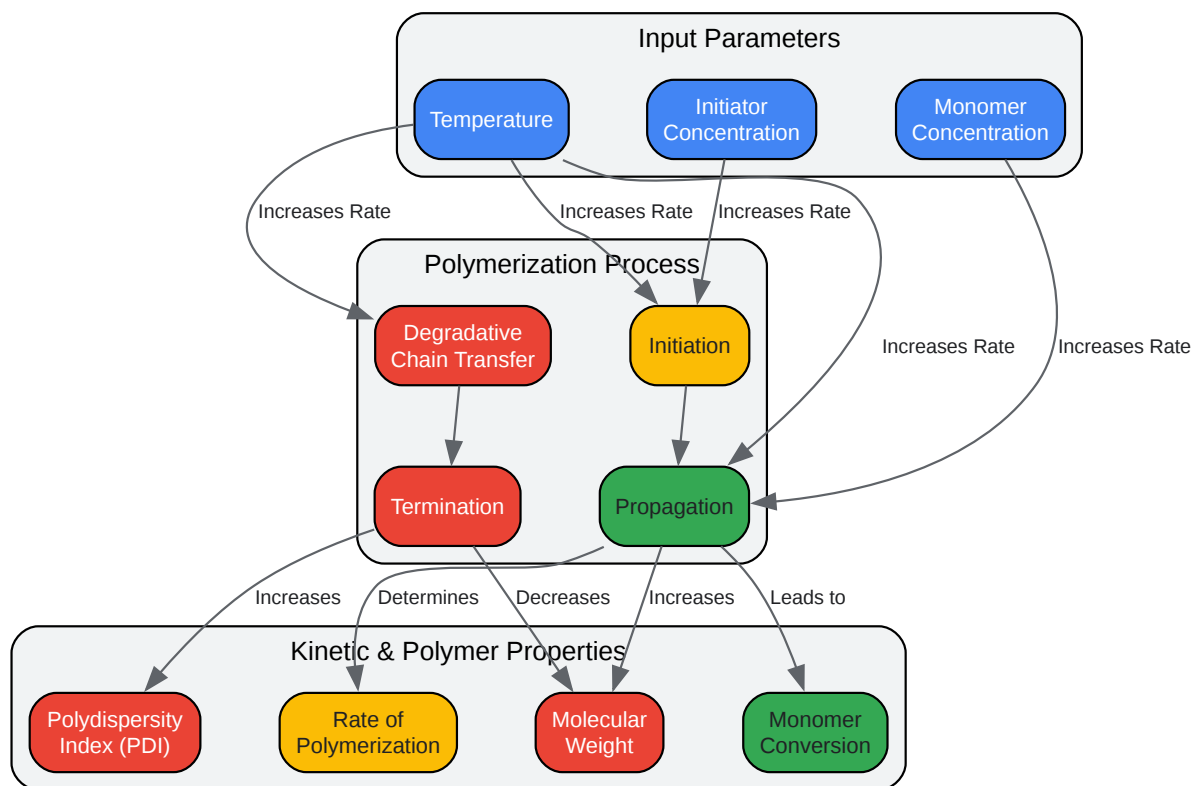 Input Parameters
Temperature
Initiator
Concentration
Monomer
Concentration
Increases Rate
Increases Rate
Increases Rate
Polymerization Process
Degradative
Chain Transfer
Initiation
Increases Rate
Increases Rate
Termination
Propagation
Increases
Determines
Decreases
Increases
Leads to
Kinetic & Polymer Properties
Polydispersity
Index (PDI)
Rate of
Polymerization
Molecular
Weight
Monomer
Conversion